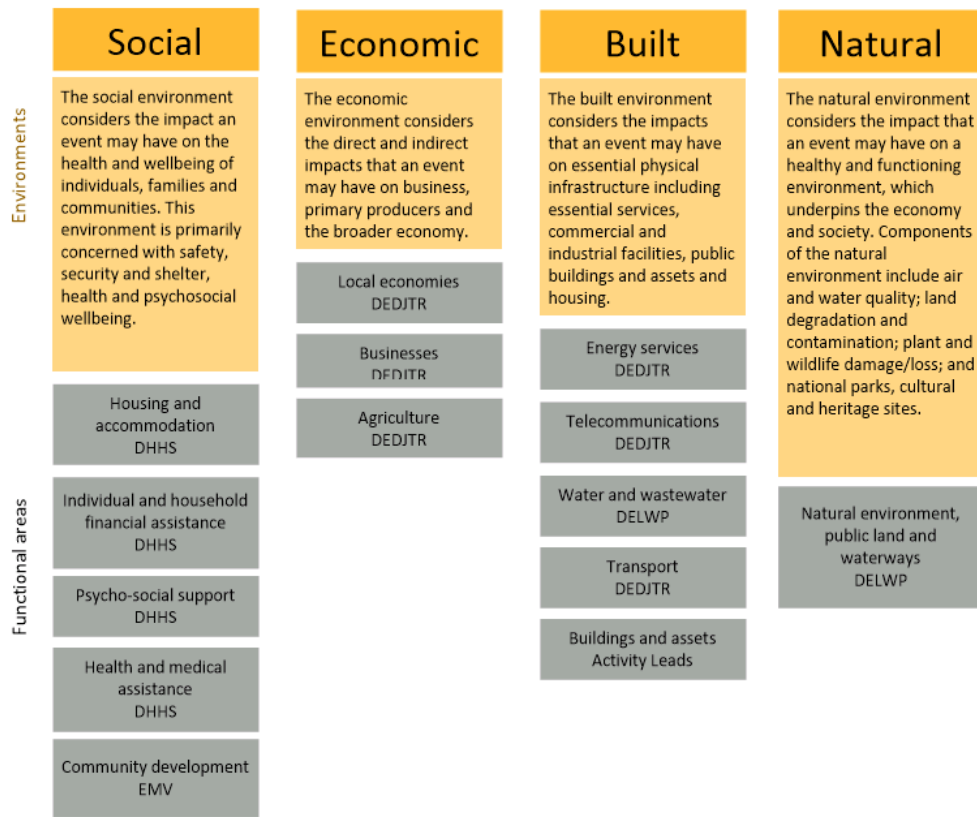 Social
Economic
Built
Natural
Environments
The social environment
considers the impact an
event may have on the
health and wellbeing of
individuals, families and
communities. This
environment is primarily
concerned with safety,
security and shelter,
health and psychosocial
wellbeing.
The economic
environment considers
the direct and indirect
impacts that an event
may have on business,
primary producers and
the broader economy.
The built environment
considers the impacts
that an event may have
on essential physical
infrastructure including
essential services,
commercial and
industrial facilities, public
buildings and assets and
housing.
The natural environment
considers the impact that
an event may have on a
healthy and functioning
environment, which
underpins the economy
and society. Components
of the natural
environment include air
and water quality; land
degradation and
contamination; plant and
wildlife damage/loss; and
national parks, cultural
and heritage sites.
Functional areas
Housing and
accommodation
DHHS
Individual and household
financial assistance
DHHS
Psycho-social support
DHHS
Health and medical
assistance
DHHS
Community development
EMV
Local economies
DEDJTR
Businesses
DEDJTR
Agriculture
DEDJTR
Energy services
DEDJTR
Telecommunications
DEDJTR
Water and wastewater
DELWP
Transport
DEDJTR
Buildings and assets
Activity Leads
Natural environment,
public land and
waterways
DELWP